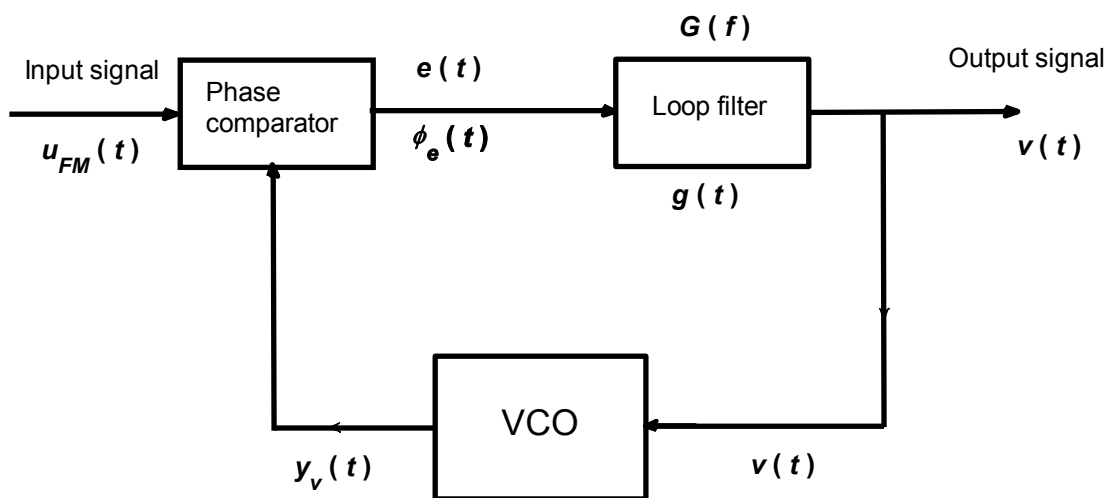 G ( f )
Input signal
e ( t )
Output signal
Phase
comparator
Loop filter
u_FM ( t )
ϕ_e ( t )
v ( t )
g ( t )
VCO
y_v ( t )
v ( t )